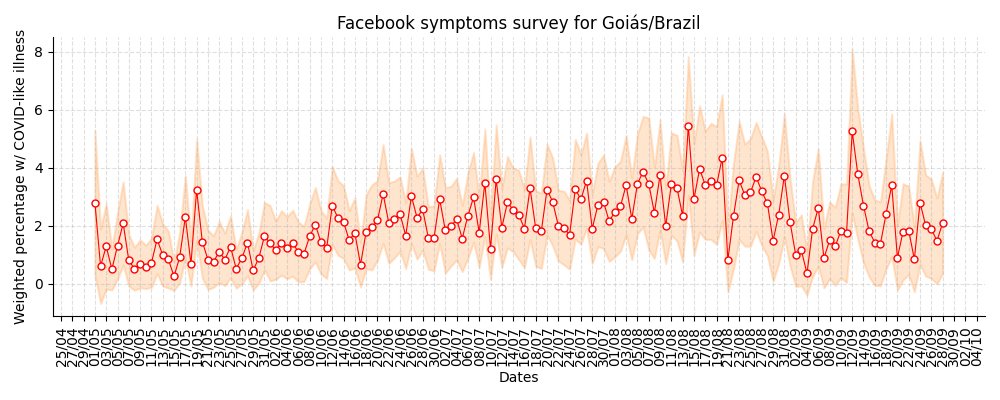 Facebook symptoms survey for Goiás/Brazil
Weighted percentage w/ COVID-like illness
8
6
4
2
0
25/04 27/04 29/04 01/05 03/05 05/05 07/05 09/05 11/05 13/05 15/05 17/05 19/05 21/05 23/05 25/05 27/05 29/05 31/05 02/06 04/06 06/06 08/06 10/06 12/06 14/06 16/06 18/06 20/06 22/06 24/06 26/06 28/06 30/06 02/07 04/07 06/07 08/07 10/07 12/07 14/07 16/07 18/07 20/07 22/07 24/07 26/07 28/07 30/07 01/08 03/08 05/08 07/08 09/08 11/08 13/08 15/08 17/08 19/08 21/08 23/08 25/08 27/08 29/08 31/08 02/09 04/09 06/09 08/09 10/09 12/09 14/09 16/09 18/09 20/09 22/09 24/09 26/09 28/09 30/09 02/10 04/10
Dates